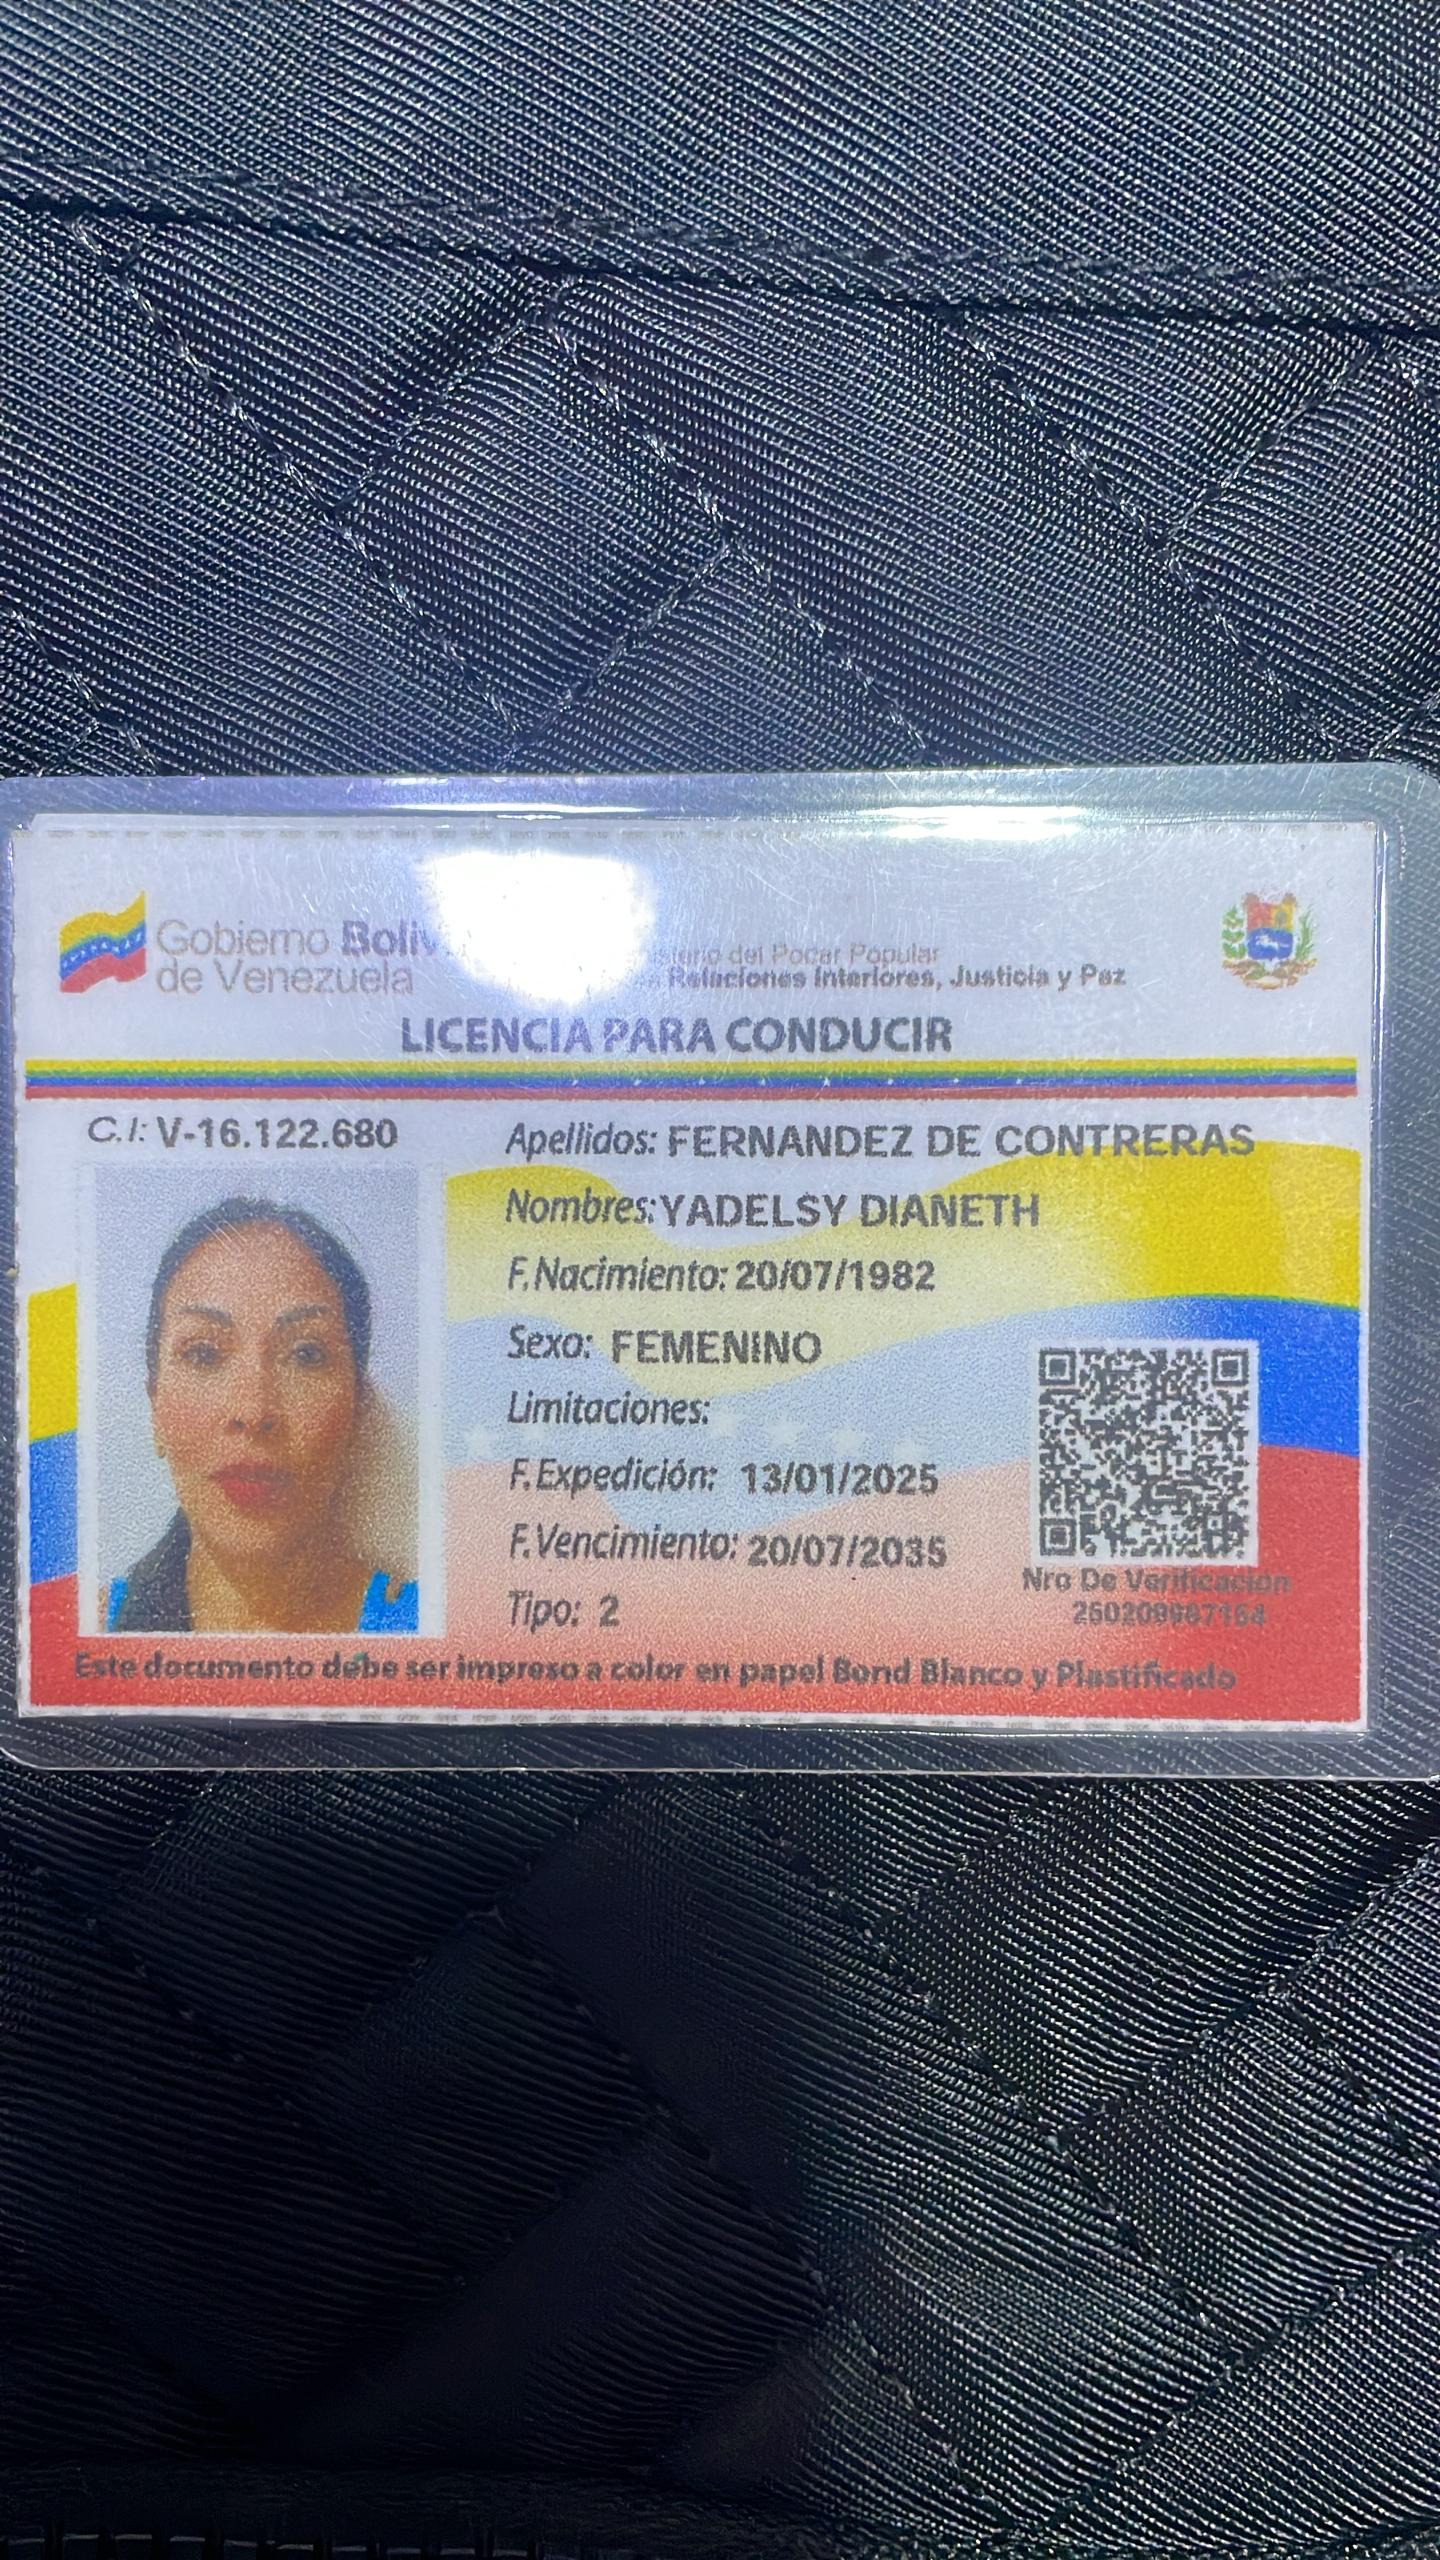 Gobierno
de Venezuela
del Popular
Relaciones Interiores, Justicia y Paz
LICENCIA PARA CONDUCIR
C.I: V-16.122.680
Apellidos: FERNANDEZ DE CONTRERAS
Nombres: YADELSY DIANETH
F.Nacimiento: 20/07/1982
Sexo: FEMENINO
Limitaciones:
F.Expedición: 13/01/2025
F.Vencimiento: 20/07/2035
Tipo: 2
Nro De Verificacion
Este documento debe ser impreso a color en papel Bond Blanco y Plastificado